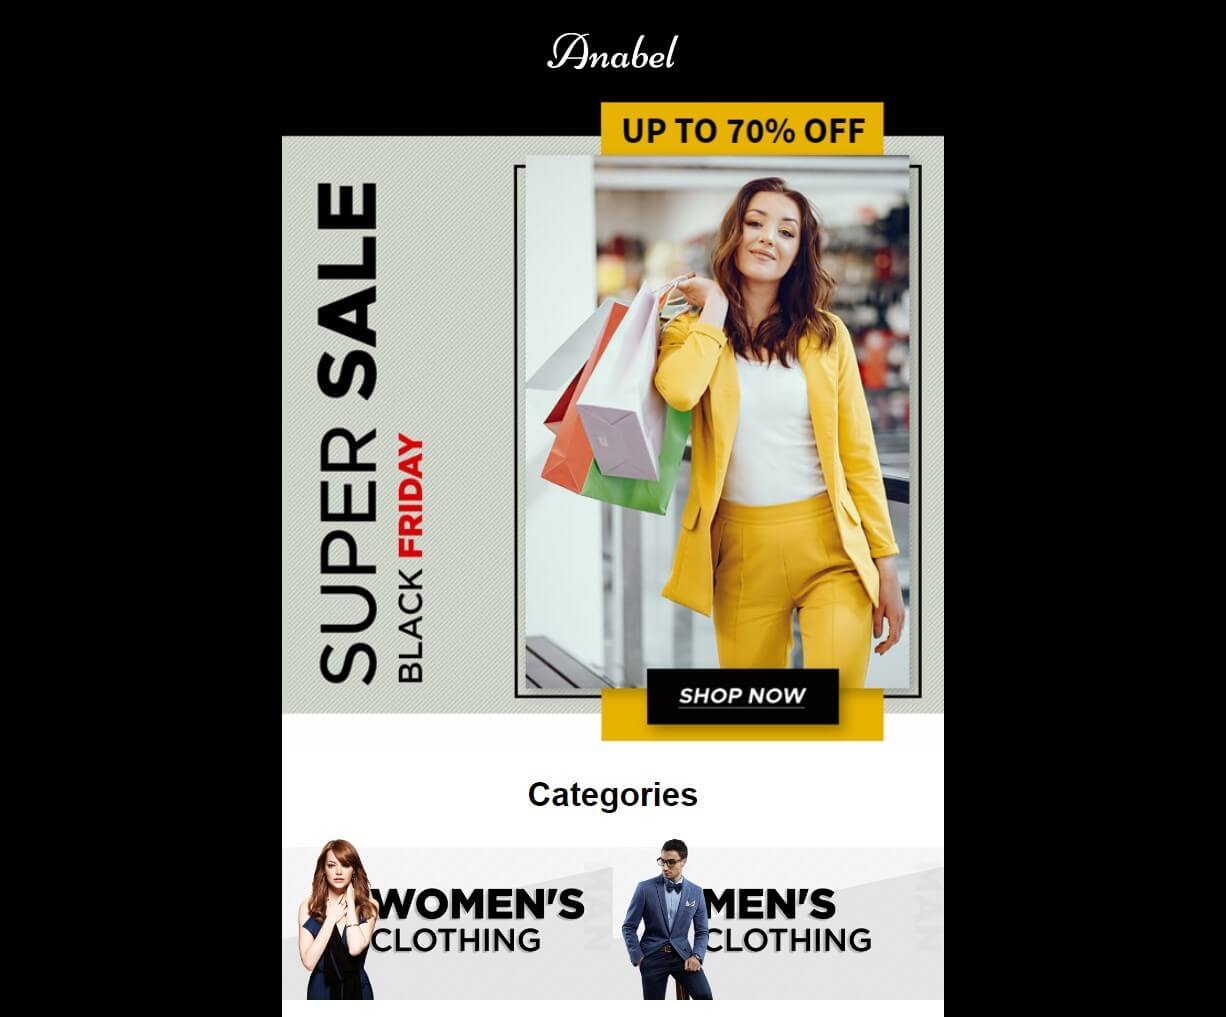 Anabel
UP TO 70% OFF
SUPER SALE
BLACK FRIDAY
SHOP NOW
Categories
WOMEN'S
CLOTHING
MEN'S
CLOTHING